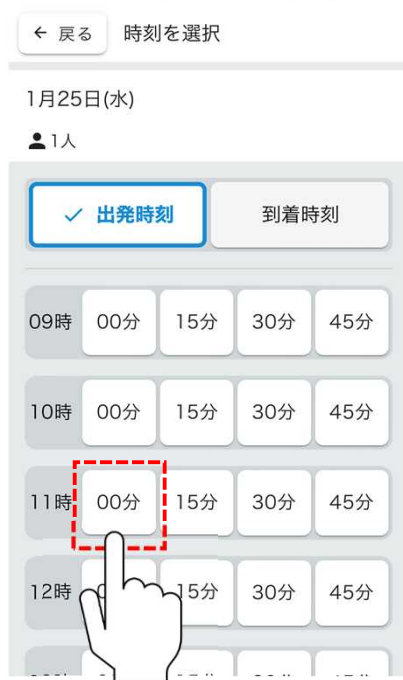 ← 戻る 時刻を選択
1月25日(水)
1人
✓ 出発時刻 到着時刻
09時 00分 15分 30分 45分
10時 00分 15分 30分 45分
11時 00分 15分 30分 45分
12時 15分 30分 45分